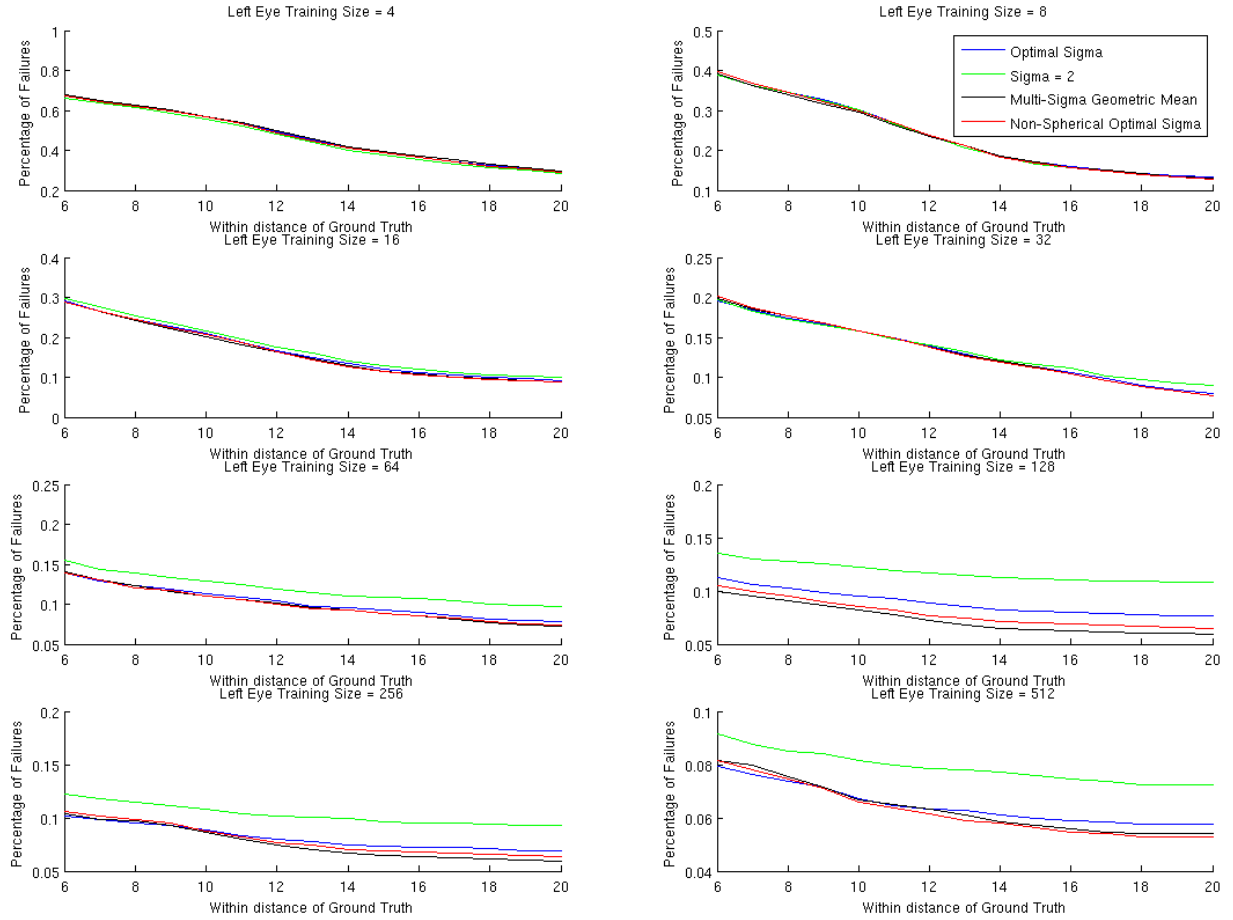 Left Eye Training Size = 4
Percentage of Failures
1
0.8
0.6
0.4
0.2
6 8 10 12 14 16 18 20
Within distance of Ground Truth
Left Eye Training Size = 8
Percentage of Failures
0.5
0.4
0.3
0.2
0.1
6 8 10 12 14 16 18 20
Within distance of Ground Truth
Optimal Sigma
Sigma = 2
Multi-Sigma Geometric Mean
Non-Spherical Optimal Sigma
Left Eye Training Size = 16
Percentage of Failures
0.4
0.3
0.2
0.1
0
6 8 10 12 14 16 18 20
Within distance of Ground Truth
Left Eye Training Size = 32
Percentage of Failures
0.25
0.2
0.15
0.1
0.05
6 8 10 12 14 16 18 20
Within distance of Ground Truth
Left Eye Training Size = 64
Percentage of Failures
0.25
0.2
0.15
0.1
0.05
6 8 10 12 14 16 18 20
Within distance of Ground Truth
Left Eye Training Size = 128
Percentage of Failures
0.2
0.15
0.1
0.05
6 8 10 12 14 16 18 20
Within distance of Ground Truth
Left Eye Training Size = 256
Percentage of Failures
0.2
0.15
0.1
0.05
6 8 10 12 14 16 18 20
Within distance of Ground Truth
Left Eye Training Size = 512
Percentage of Failures
0.1
0.08
0.06
0.04
6 8 10 12 14 16 18 20
Within distance of Ground Truth